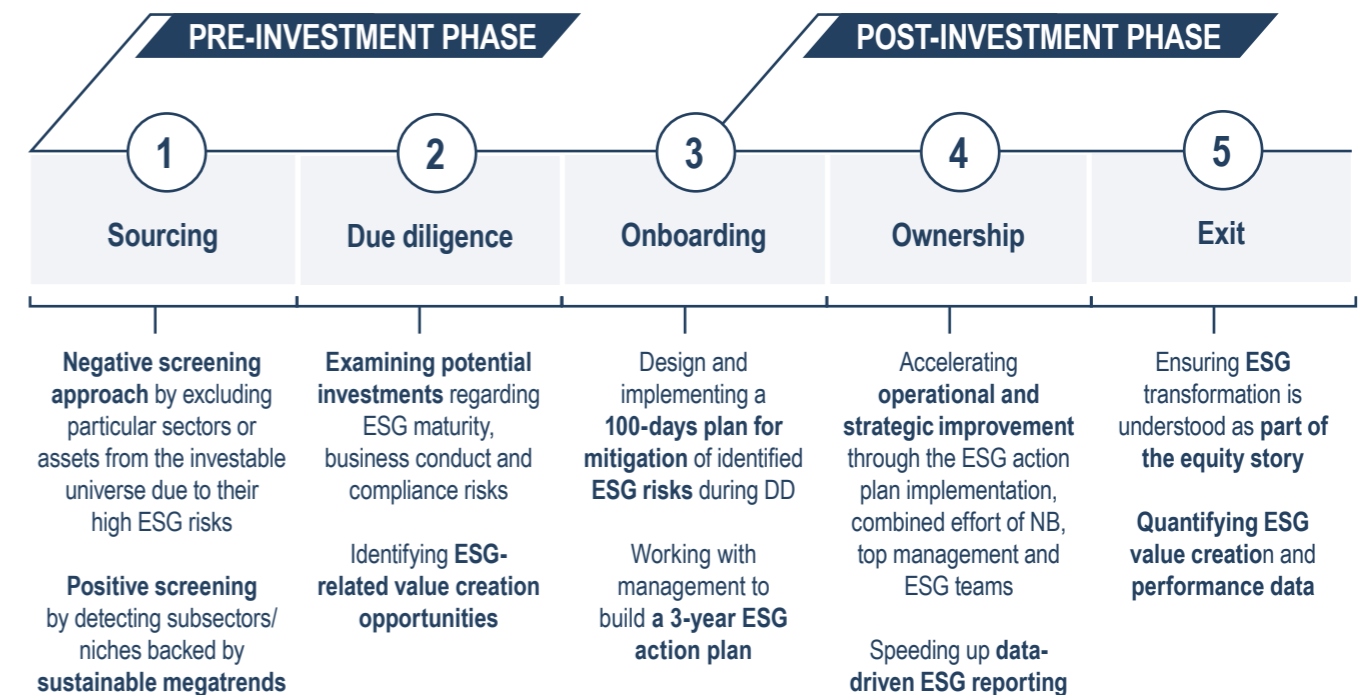 PRE-INVESTMENT PHASE
POST-INVESTMENT PHASE
1
2
3
4
5
Sourcing
Due diligence
Onboarding
Ownership
Exit
Negative screening
approach by excluding
particular sectors or
assets from the investable
universe due to their
high ESG risks
Positive screening
by detecting subsectors/
niches backed by
sustainable megatrends
Examining potential
investments regarding
ESG maturity,
business conduct and
compliance risks
Identifying ESG-
related value creation
opportunities
Design and
implementing a
100-days plan for
mitigation of identified
ESG risks during DD
Working with
management to
build a 3-year ESG
action plan
Accelerating
operational and
strategic improvement
through the ESG action
plan implementation,
combined effort of NB,
top management and
ESG teams
Speeding up data-
driven ESG reporting
Ensuring ESG
transformation is
understood as part of
the equity story
Quantifying ESG
value creation and
performance data